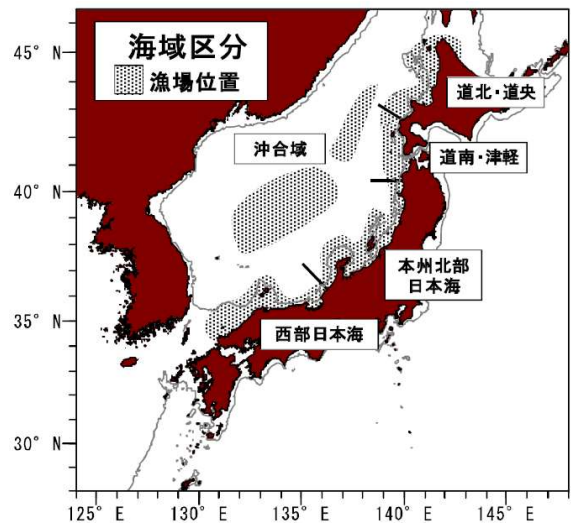 海域区分
漁場位置
45° N
道北・道央
沖合域
道南・津軽
40° N
本州北部
日本海
35° N
西部日本海
30° N
125° E
130° E
135° E
140° E
145° E